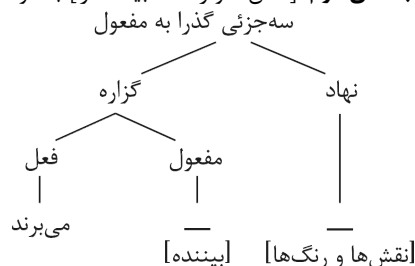 سه‌جزئی گذرا به مفعول
نهاد گزاره
مفعول فعل
— — می‌برند
[نقش‌ها و رنگ‌ها] [بیننده]